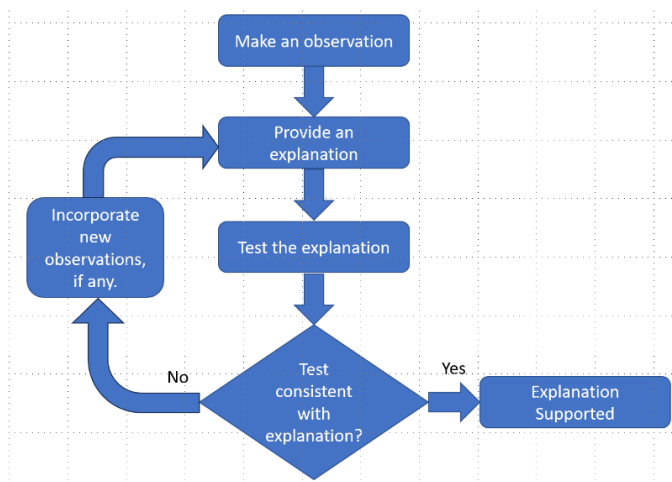 Make an observation
Provide an
explanation
Incorporate
new
observations,
if any.
Test the explanation
No
Test
consistent
with
explanation?
Yes
Explanation
Supported